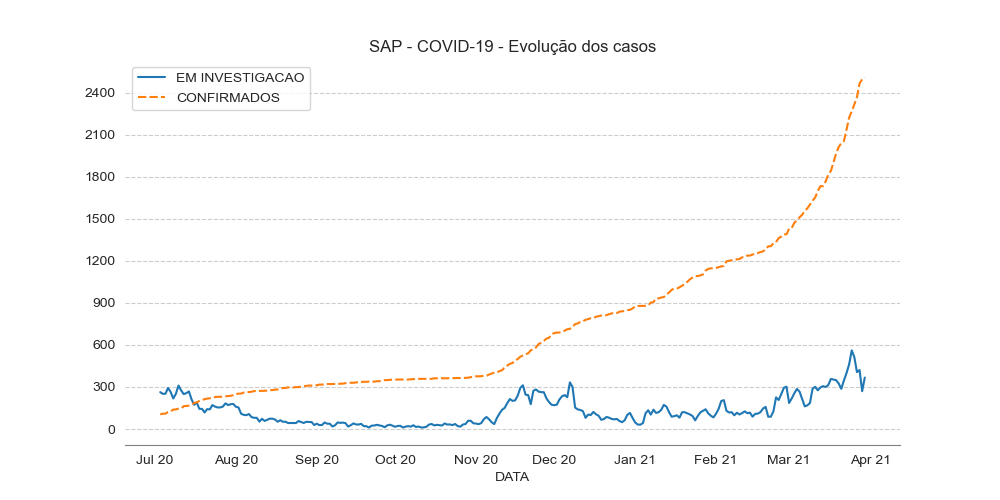 SAP - COVID-19 - Evolução dos casos
EM INVESTIGACAO
CONFIRMADOS
2400
2100
1800
1500
1200
900
600
300
0
Jul 20 Aug 20 Sep 20 Oct 20 Nov 20 Dec 20 Jan 21 Feb 21 Mar 21 Apr 21
DATA